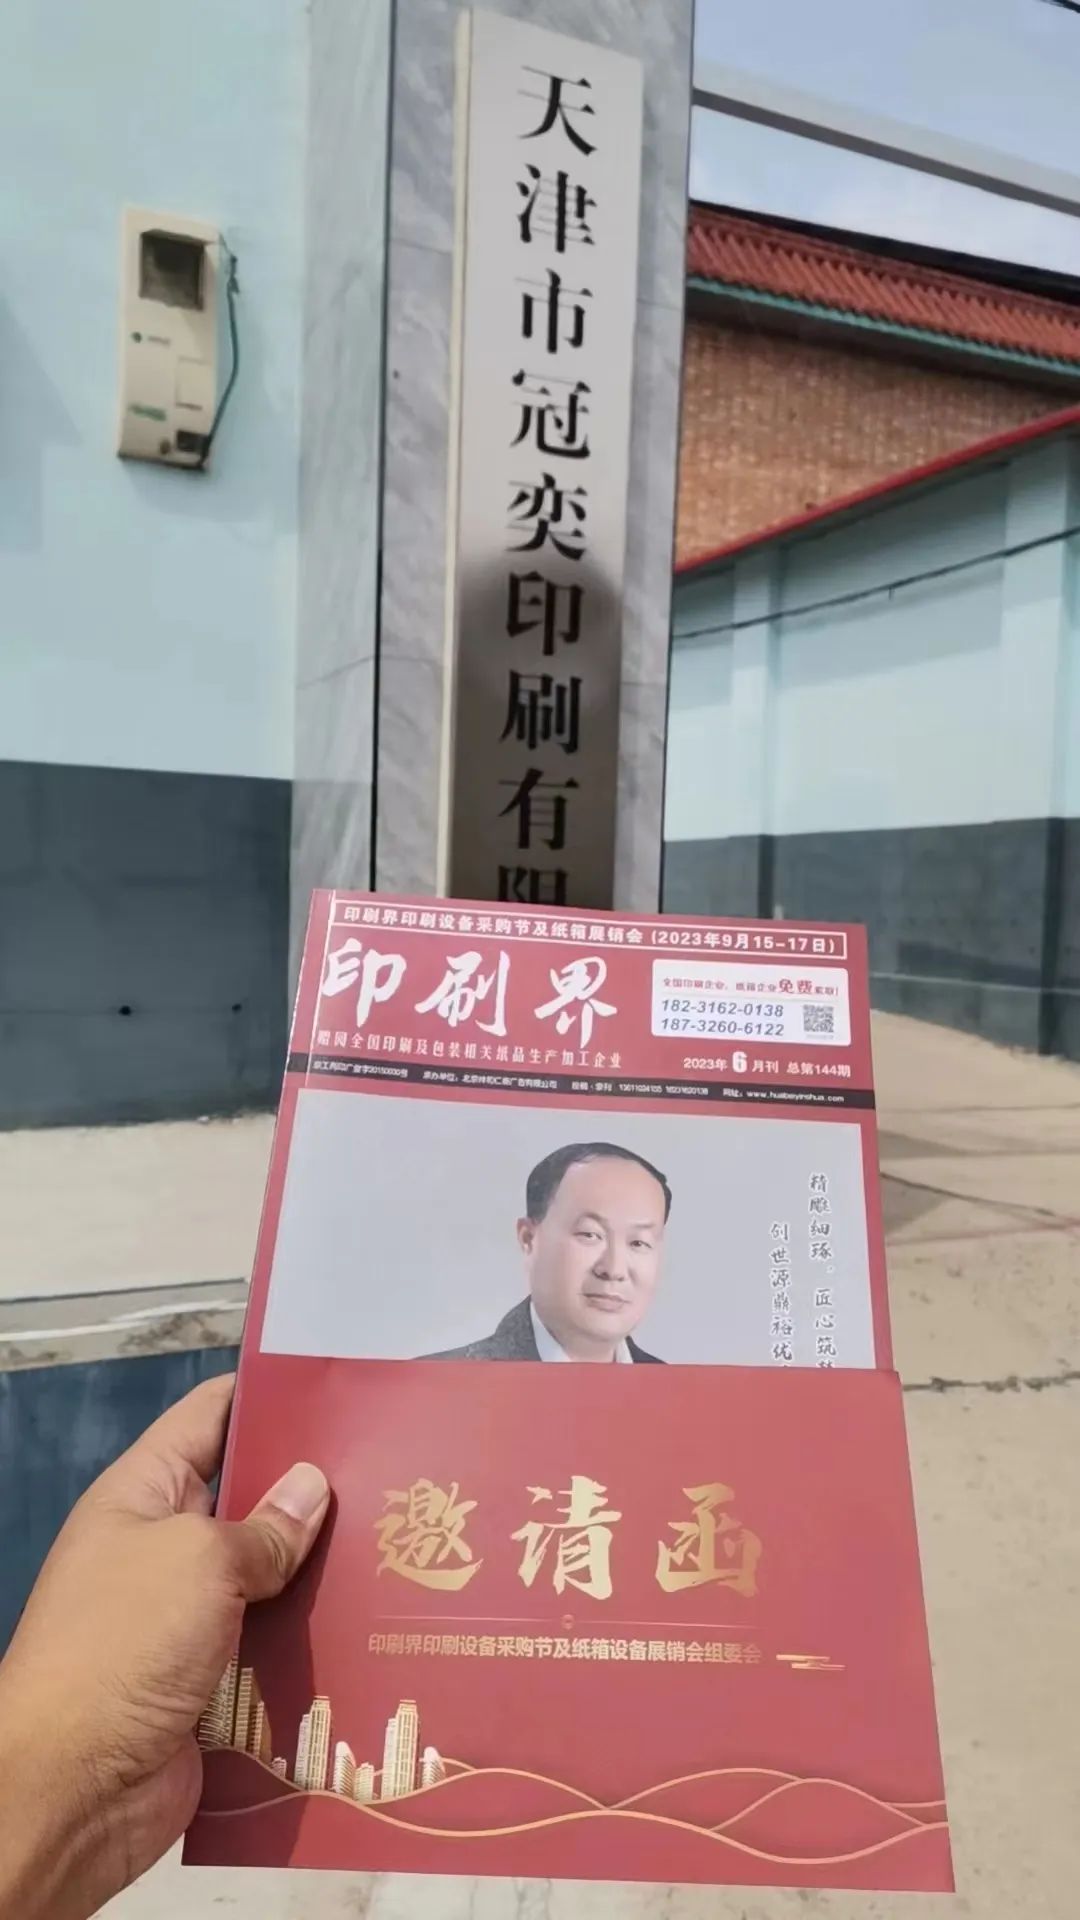 天津市冠奕印刷有限
印刷界印刷设备采购节及纸箱展销会 (2023年9月15-17日)
印刷界
全国印刷企业、纸箱企业免费索取!
182-3162-0138
187-3260-6122
赠阅全国印刷及包装相关纸品生产加工企业
2023年 6 月刊 总第144期
网址: www.huabeiyinshua.com
精雕细琢，匠心筑
创世源鼎裕优
邀请函
印刷界印刷设备采购节及纸箱设备展销会组委会